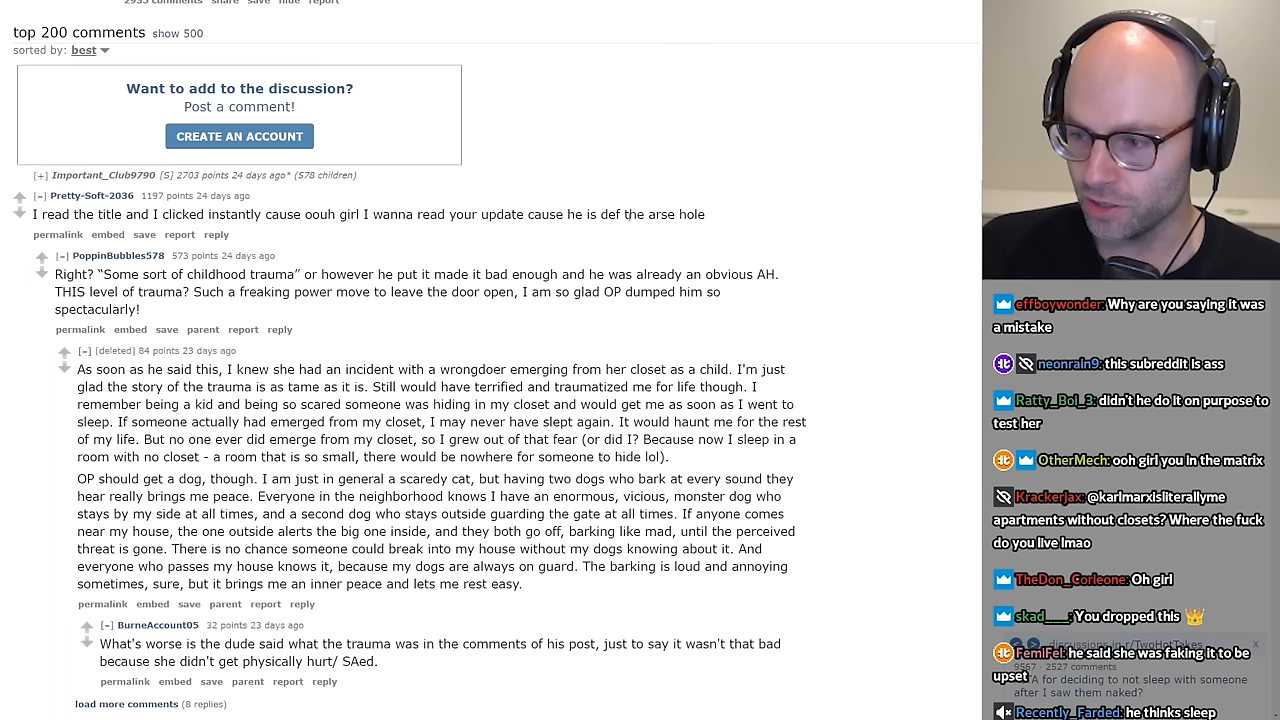 2933 comments share save hide report
top 200 comments show 500
sorted by: best
Want to add to the discussion?
Post a comment!
CREATE AN ACCOUNT
[+] Important_Club9790 [S] 2703 points 24 days ago* (578 children)
[–] Pretty-Soft-2036 1197 points 24 days ago
I read the title and I clicked instantly cause oouh girl I wanna read your update cause he is def the arse hole
permalink embed save report reply
[–] PoppinBubbles578 573 points 24 days ago
Right? “Some sort of childhood trauma” or however he put it made it bad enough and he was already an obvious AH.
THIS level of trauma? Such a freaking power move to leave the door open, I am so glad OP dumped him so
spectacularly!
permalink embed save parent report reply
[–] [deleted] 84 points 23 days ago
As soon as he said this, I knew she had an incident with a wrongdoer emerging from her closet as a child. I'm just
glad the story of the trauma is as tame as it is. Still would have terrified and traumatized me for life though. I
remember being a kid and being so scared someone was hiding in my closet and would get me as soon as I went to
sleep. If someone actually had emerged from my closet, I may never have slept again. It would haunt me for the rest
of my life. But no one ever did emerge from my closet, so I grew out of that fear (or did I? Because now I sleep in a
room with no closet - a room that is so small, there would be nowhere for someone to hide lol).
OP should get a dog, though. I am just in general a scaredy cat, but having two dogs who bark at every sound they
hear really brings me peace. Everyone in the neighborhood knows I have an enormous, vicious, monster dog who
stays by my side at all times, and a second dog who stays outside guarding the gate at all times. If anyone comes
near my house, the one outside alerts the big one inside, and they both go off, barking like mad, until the perceived
threat is gone. There is no chance someone could break into my house without my dogs knowing about it. And
everyone who passes my house knows it, because my dogs are always on guard. The barking is loud and annoying
sometimes, sure, but it brings me an inner peace and lets me rest easy.
permalink embed save parent report reply
[–] BurneAccount05 32 points 23 days ago
What's worse is the dude said what the trauma was in the comments of his post, just to say it wasn't that bad
because she didn't get physically hurt/ SAed.
permalink embed save parent report reply
load more comments (8 replies)
effboywonder: Why are you saying it was
a mistake
neonrain9: this subreddit is ass
Ratty_Boi_3: didn't he do it on purpose to
test her
OtherMech: ooh girl you in the matrix
Krackerjax: @karlmarxisliterallyme
apartments without closets? Where the fuck
do you live lmao
TheDon_Corleone: Oh girl
skad___: You dropped this 👑
discussions in r/TwoHotTakes X
FemiFel: he said she was faking it to be
upset
9567 · 2527 comments
AITA for deciding to not sleep with someone
after I saw them naked?
Recently_Farded: he thinks sleep